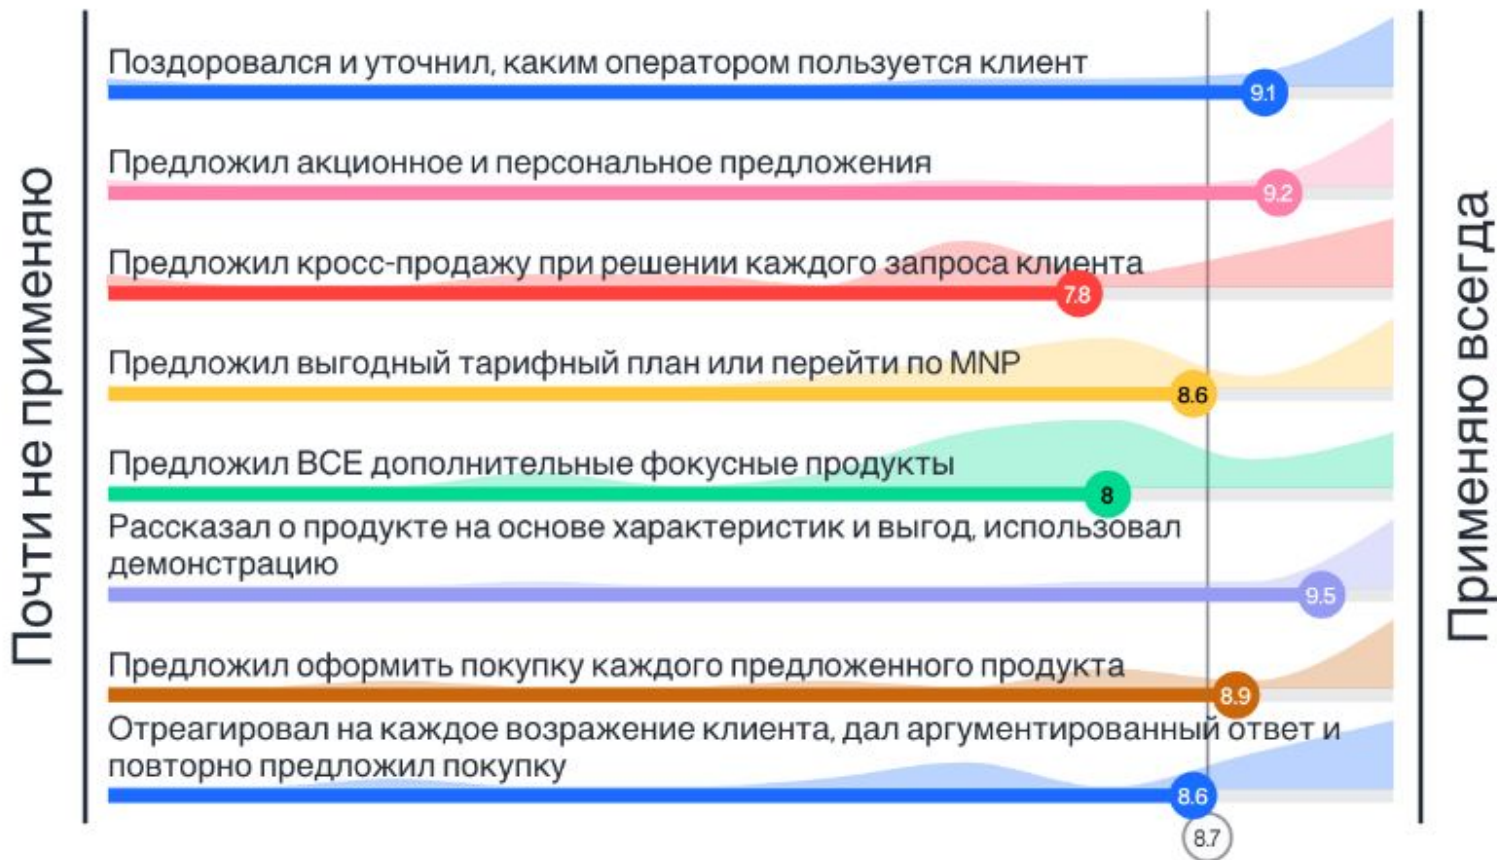 Почти не применяю
Поздоровался и уточнил, каким оператором пользуется клиент
9.1
Предложил акционное и персональное предложения
9.2
Предложил кросс-продажу при решении каждого запроса клиента
7.8
Предложил выгодный тарифный план или перейти по MNP
8.6
Предложил ВСЕ дополнительные фокусные продукты
8
Рассказал о продукте на основе характеристик и выгод, использовал
демонстрацию
9.5
Предложил оформить покупку каждого предложенного продукта
8.9
Отреагировал на каждое возражение клиента, дал аргументированный ответ и
повторно предложил покупку
8.6
8.7
Применяю всегда